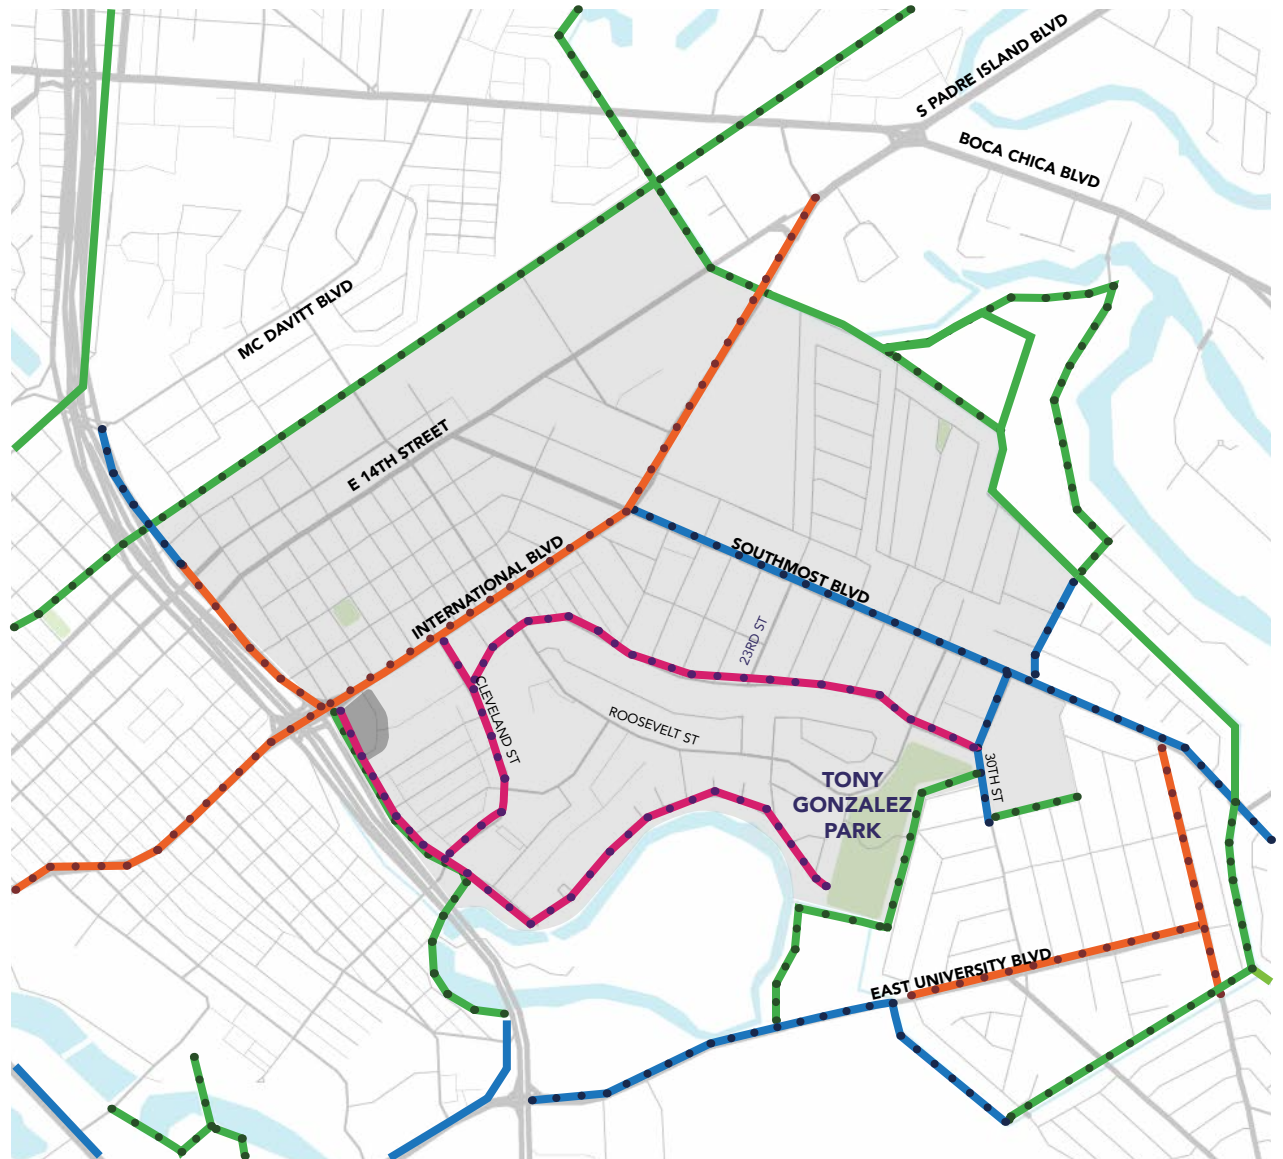 S PADRE ISLAND BLVD
BOCA CHICA BLVD
MC DAVITT BLVD
E 14TH STREET
INTERNATIONAL BLVD
SOUTHMOST BLVD
23RD ST
CLEVELAND ST
ROOSEVELT ST
30TH ST
TONY
GONZALEZ
PARK
EAST UNIVERSITY BLVD